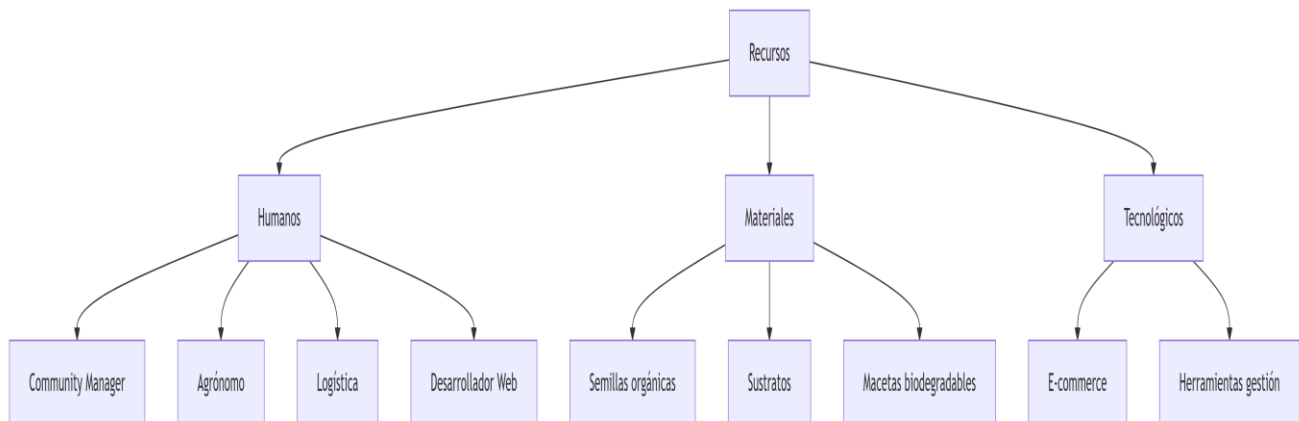 Recursos
Humanos
Materiales
Tecnológicos
Community Manager
Agrónomo
Logística
Desarrollador Web
Semillas orgánicas
Sustratos
Macetas biodegradables
E-commerce
Herramientas gestión